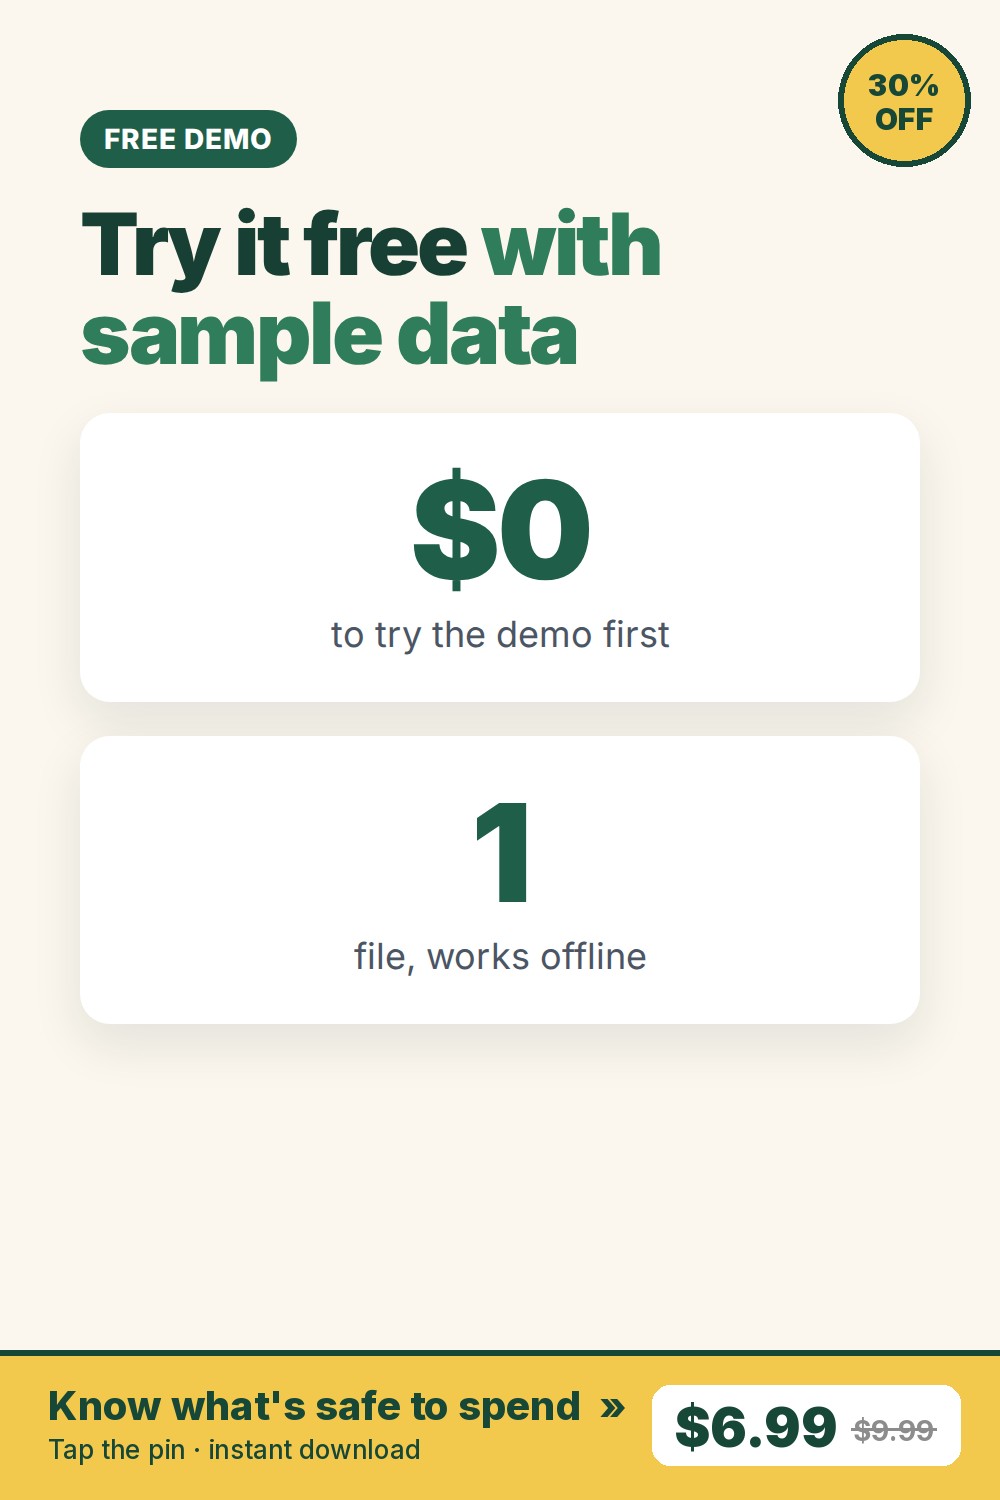 30%
OFF
FREE DEMO
Try it free with
sample data
$0
to try the demo first
1
file, works offline
Know what's safe to spend »
Tap the pin · instant download
$6.99 $9.99